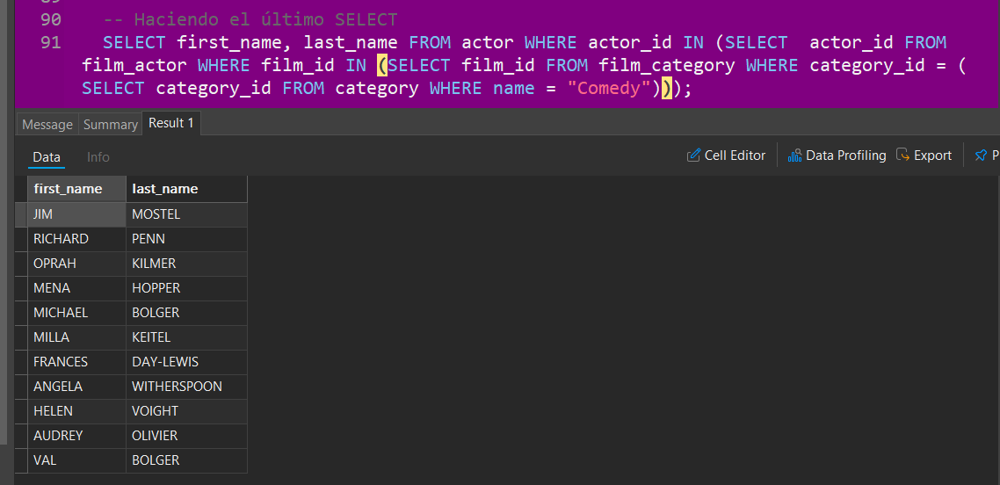 90 -- Haciendo el último SELECT
91 SELECT first_name, last_name FROM actor WHERE actor_id IN (SELECT  actor_id FROM
film_actor WHERE film_id IN (SELECT film_id FROM film_category WHERE category_id = (
SELECT category_id FROM category WHERE name = "Comedy")));
Message Summary Result 1
Data Info Cell Editor Data Profiling Export P
first_name last_name
JIM MOSTEL
RICHARD PENN
OPRAH KILMER
MENA HOPPER
MICHAEL BOLGER
MILLA KEITEL
FRANCES DAY-LEWIS
ANGELA WITHERSPOON
HELEN VOIGHT
AUDREY OLIVIER
VAL BOLGER